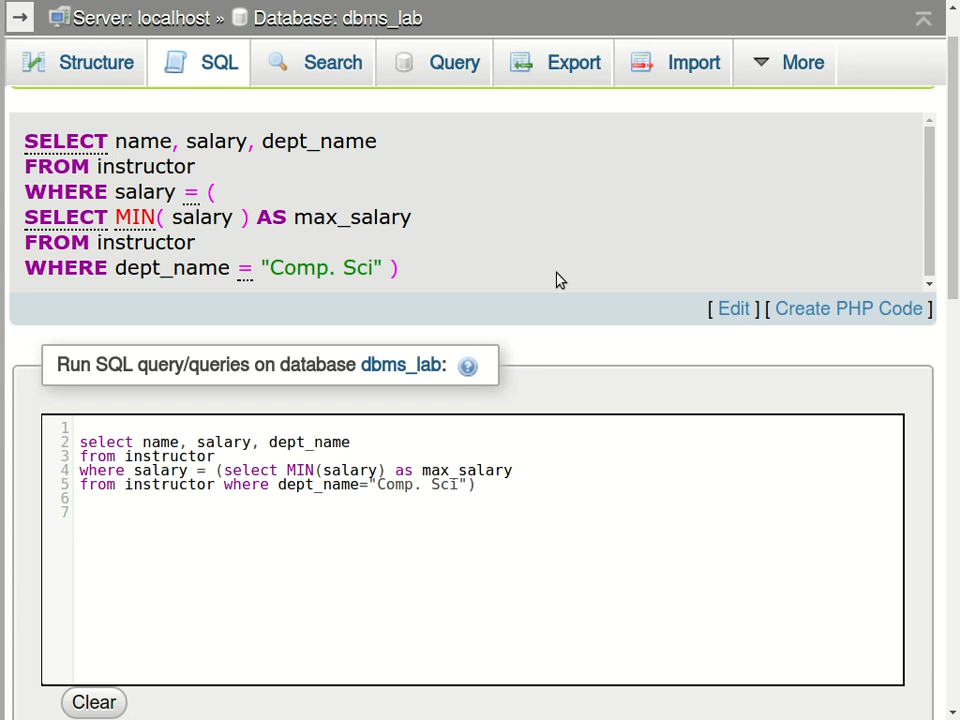 Server: localhost » Database: dbms_lab
Structure SQL Search Query Export Import More
SELECT name, salary, dept_name
FROM instructor
WHERE salary = (
SELECT MIN( salary ) AS max_salary
FROM instructor
WHERE dept_name = "Comp. Sci" )
[ Edit ] [ Create PHP Code ]
Run SQL query/queries on database dbms_lab:
1
2 select name, salary, dept_name
3 from instructor
4 where salary = (select MIN(salary) as max_salary
5 from instructor where dept_name="Comp. Sci")
6
7
Clear